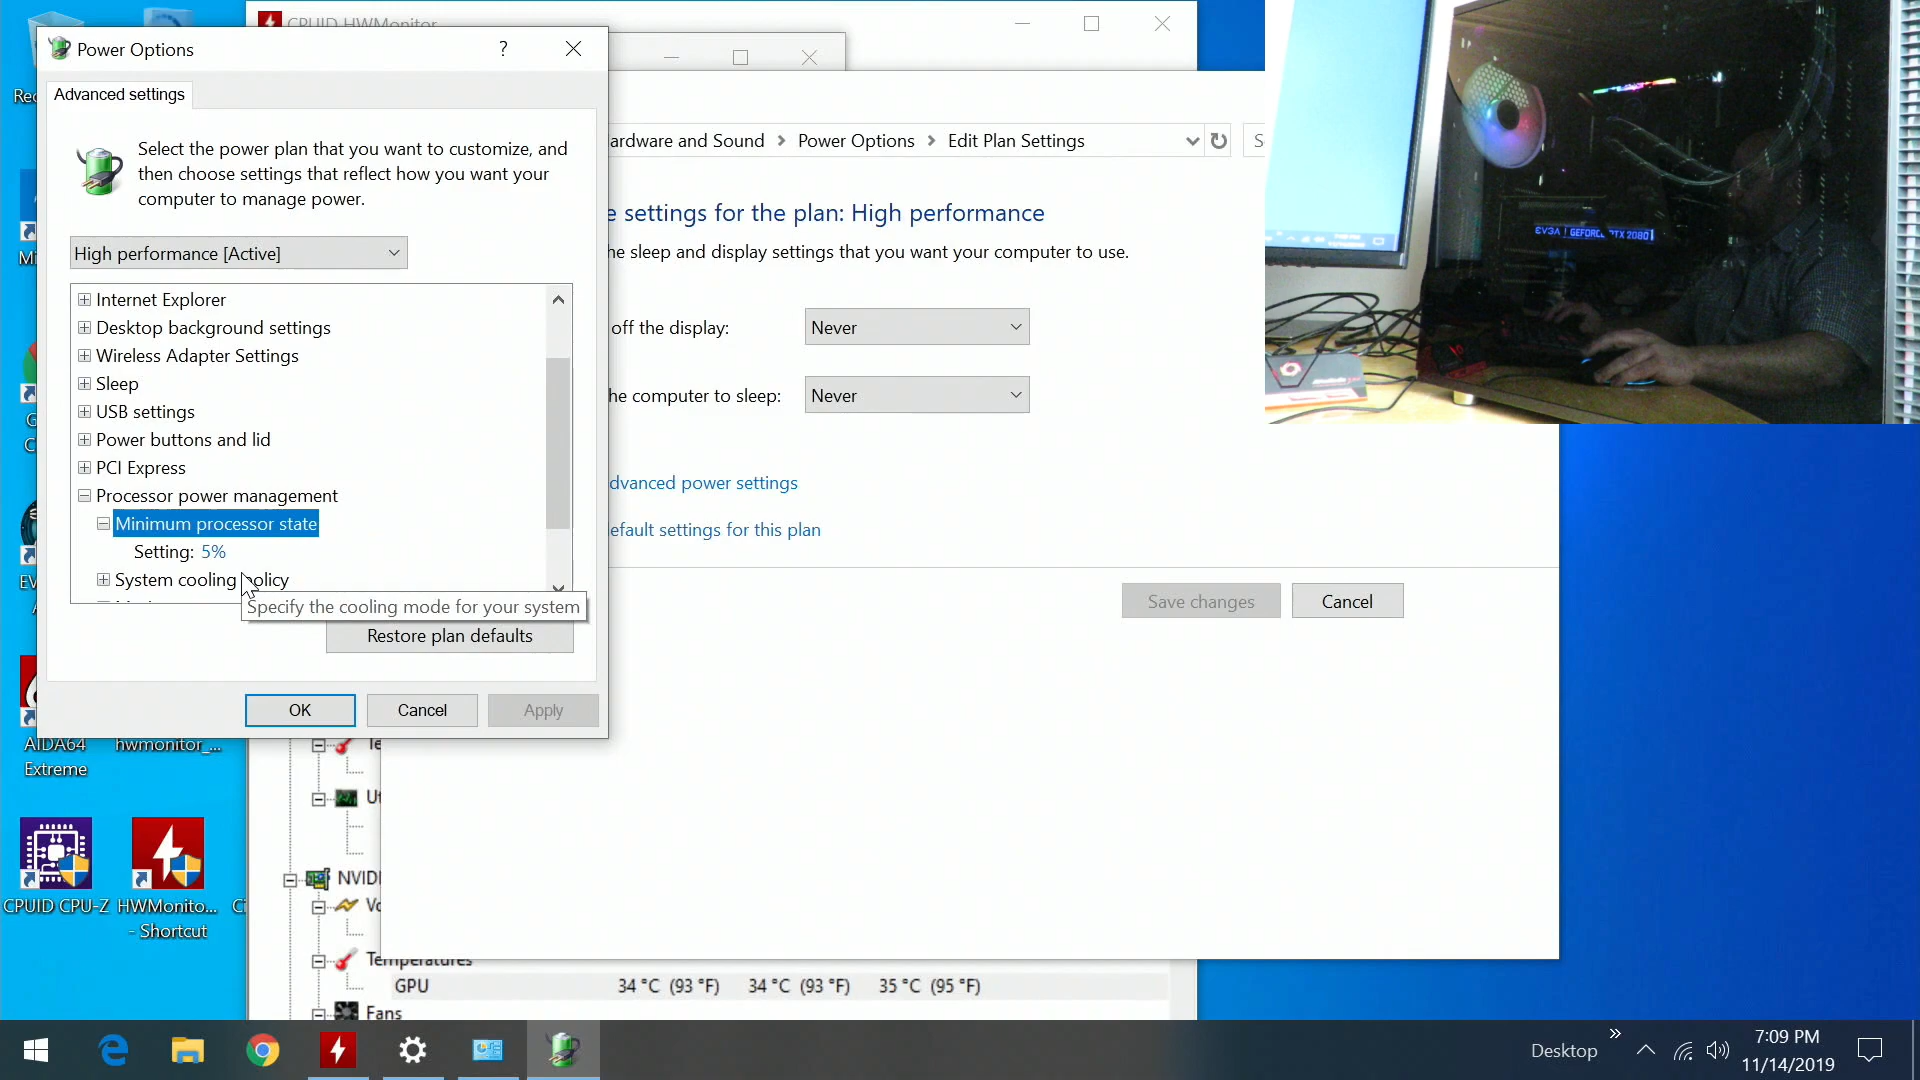 CPUID HWMonitor
Power Options
?
Advanced settings
Select the power plan that you want to customize, and
then choose settings that reflect how you want your
computer to manage power.
High performance [Active]
Internet Explorer
Desktop background settings
Wireless Adapter Settings
Sleep
USB settings
Power buttons and lid
PCI Express
Processor power management
Minimum processor state
Setting: 5%
System cooling policy
Specify the cooling mode for your system
Restore plan defaults
OK
Cancel
Apply
ardware and Sound > Power Options > Edit Plan Settings
e settings for the plan: High performance
he sleep and display settings that you want your computer to use.
off the display:
Never
he computer to sleep:
Never
dvanced power settings
efault settings for this plan
Save changes
Cancel
EVGA GEFORCE RTX 2080
AIDA64
Extreme
hwmonitor_...
CPUID CPU-Z
HWMonito...
- Shortcut
NVIDI
Temperatures
GPU 34 °C (93 °F) 34 °C (93 °F) 35 °C (95 °F)
Fans
Desktop
7:09 PM
11/14/2019